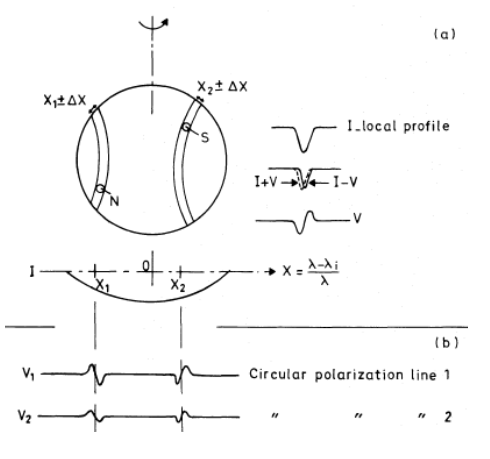 (a)
X₁±ΔX
X₂±ΔX
S
N
I_local profile
I+V
I-V
V
I
0
X₁
X₂
X = λ-λᵢ / λ
(b)
V₁
Circular polarization line 1
V₂
" " " 2